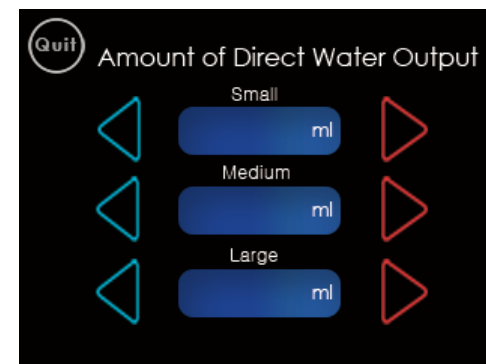 Quit
Amount of Direct Water Output
Small
ml
Medium
ml
Large
ml